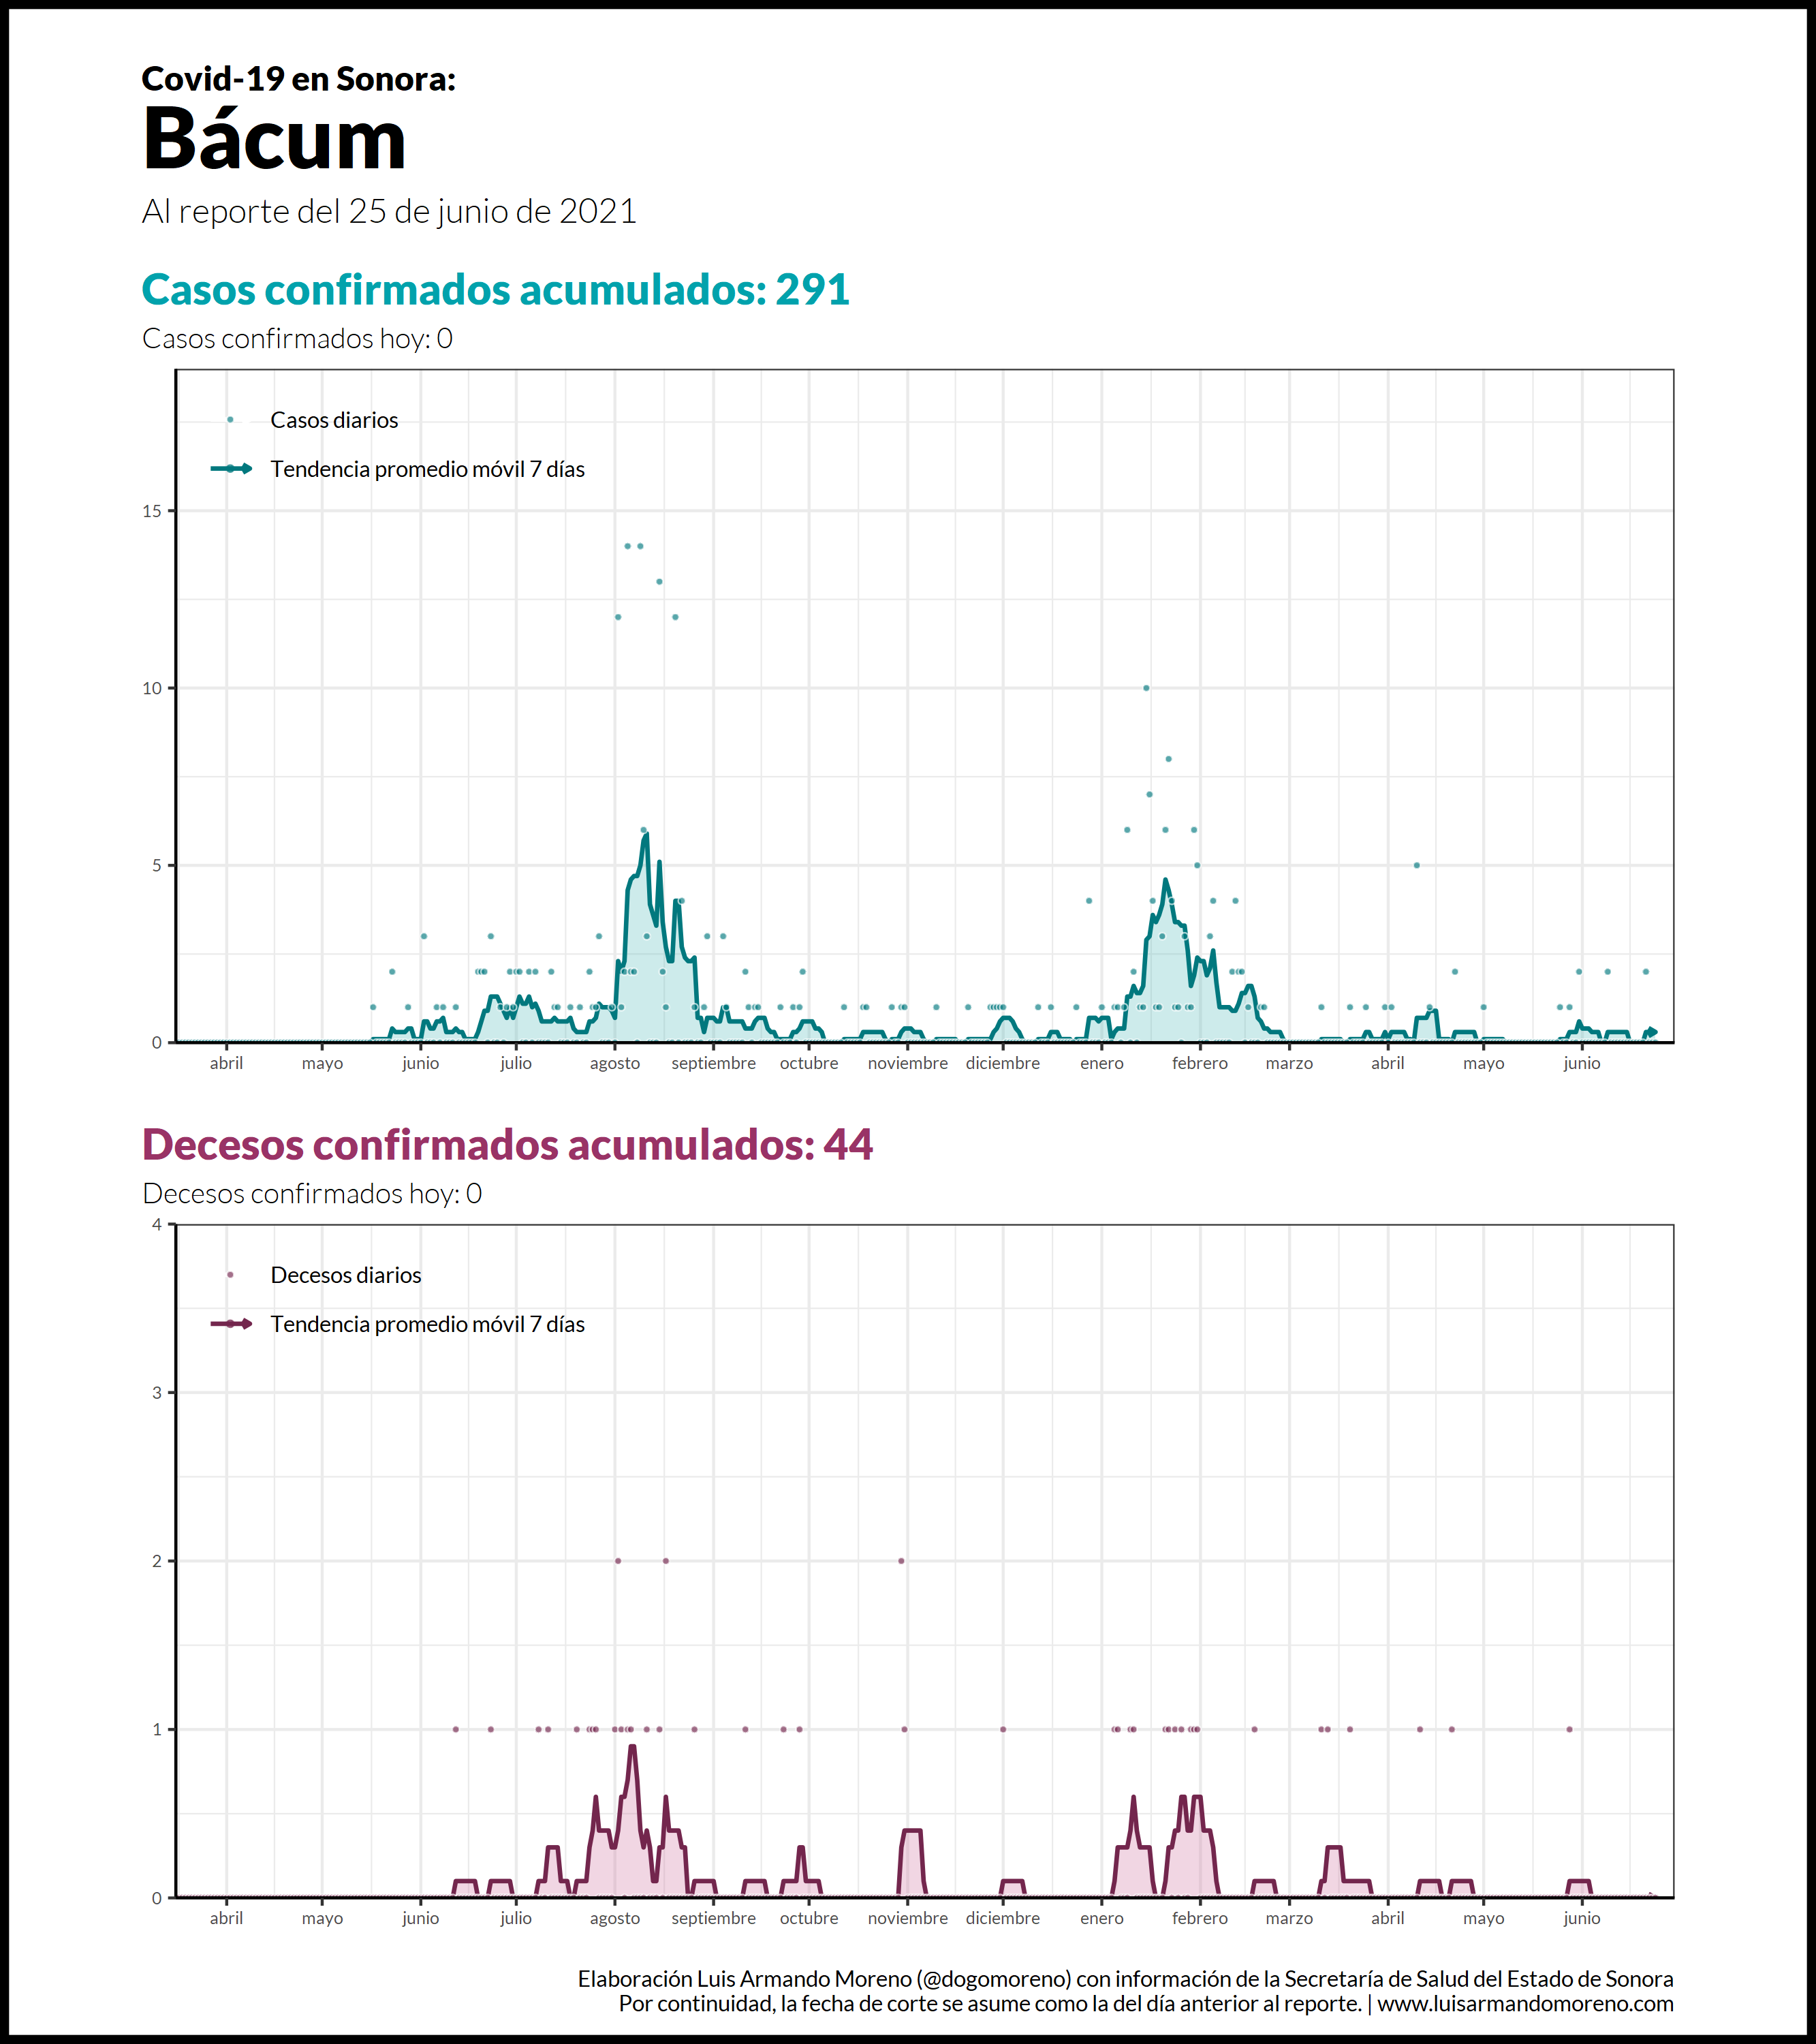 Covid-19 en Sonora:
Bácum
Al reporte del 25 de junio de 2021
Casos confirmados acumulados: 291
Casos confirmados hoy: 0
Casos diarios
Tendencia promedio móvil 7 días
15
10
5
0
abril mayo junio julio agosto septiembre octubre noviembre diciembre enero febrero marzo abril mayo junio
Decesos confirmados acumulados: 44
Decesos confirmados hoy: 0
4
Decesos diarios
Tendencia promedio móvil 7 días
3
2
1
0
abril mayo junio julio agosto septiembre octubre noviembre diciembre enero febrero marzo abril mayo junio
Elaboración Luis Armando Moreno (@dogomoreno) con información de la Secretaría de Salud del Estado de Sonora
Por continuidad, la fecha de corte se asume como la del día anterior al reporte. | www.luisarmandomoreno.com